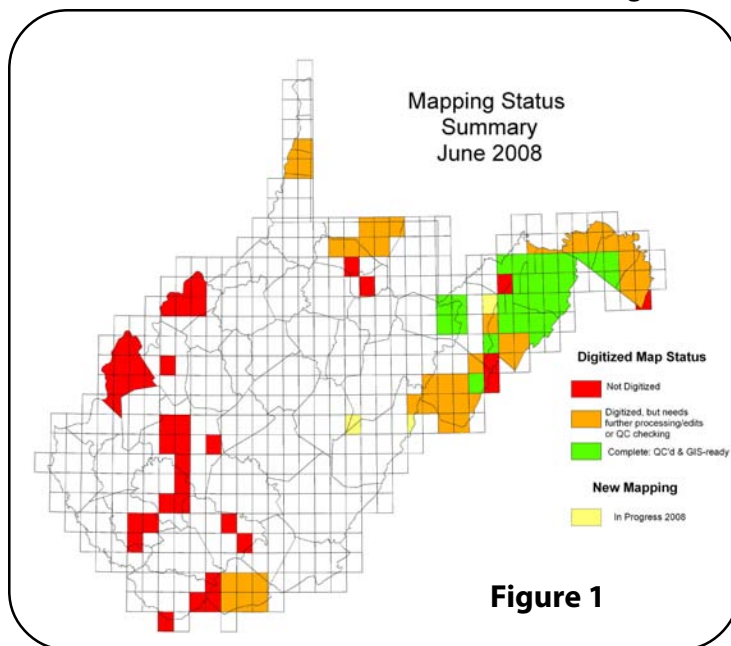 Mapping Status
Summary
June 2008
Digitized Map Status
Not Digitized
Digitized, but needs
further processing/edits
or QC checking
Complete: QC'd & GIS-ready
New Mapping
In Progress 2008
Figure 1